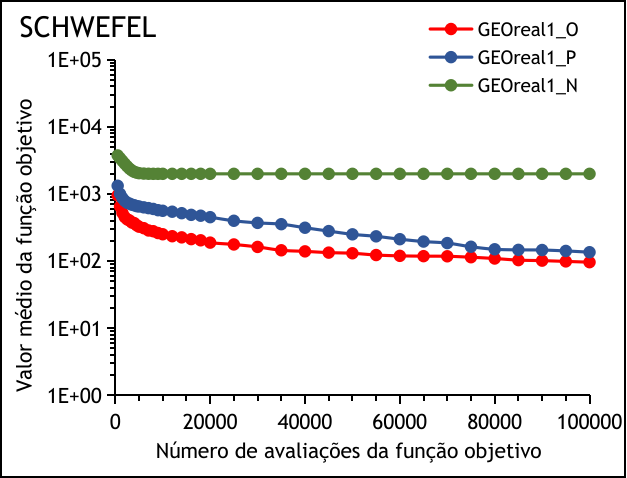 SCHWEFEL
GEOreal1_O
GEOreal1_P
GEOreal1_N
Valor médio da função objetivo
1E+05
1E+04
1E+03
1E+02
1E+01
1E+00
0 20000 40000 60000 80000 100000
Número de avaliações da função objetivo